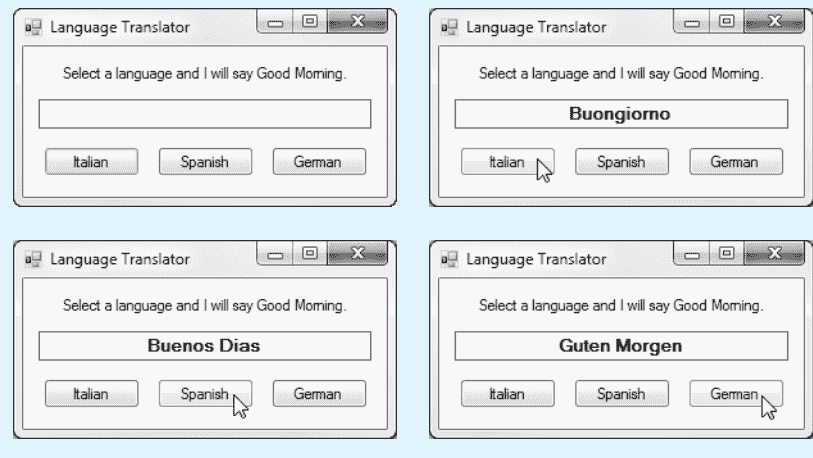 Language Translator
Select a language and I will say Good Morning.
Italian Spanish German
Language Translator
Select a language and I will say Good Morning.
Buongiorno
Italian Spanish German
Language Translator
Select a language and I will say Good Morning.
Buenos Dias
Italian Spanish German
Language Translator
Select a language and I will say Good Morning.
Guten Morgen
Italian Spanish German